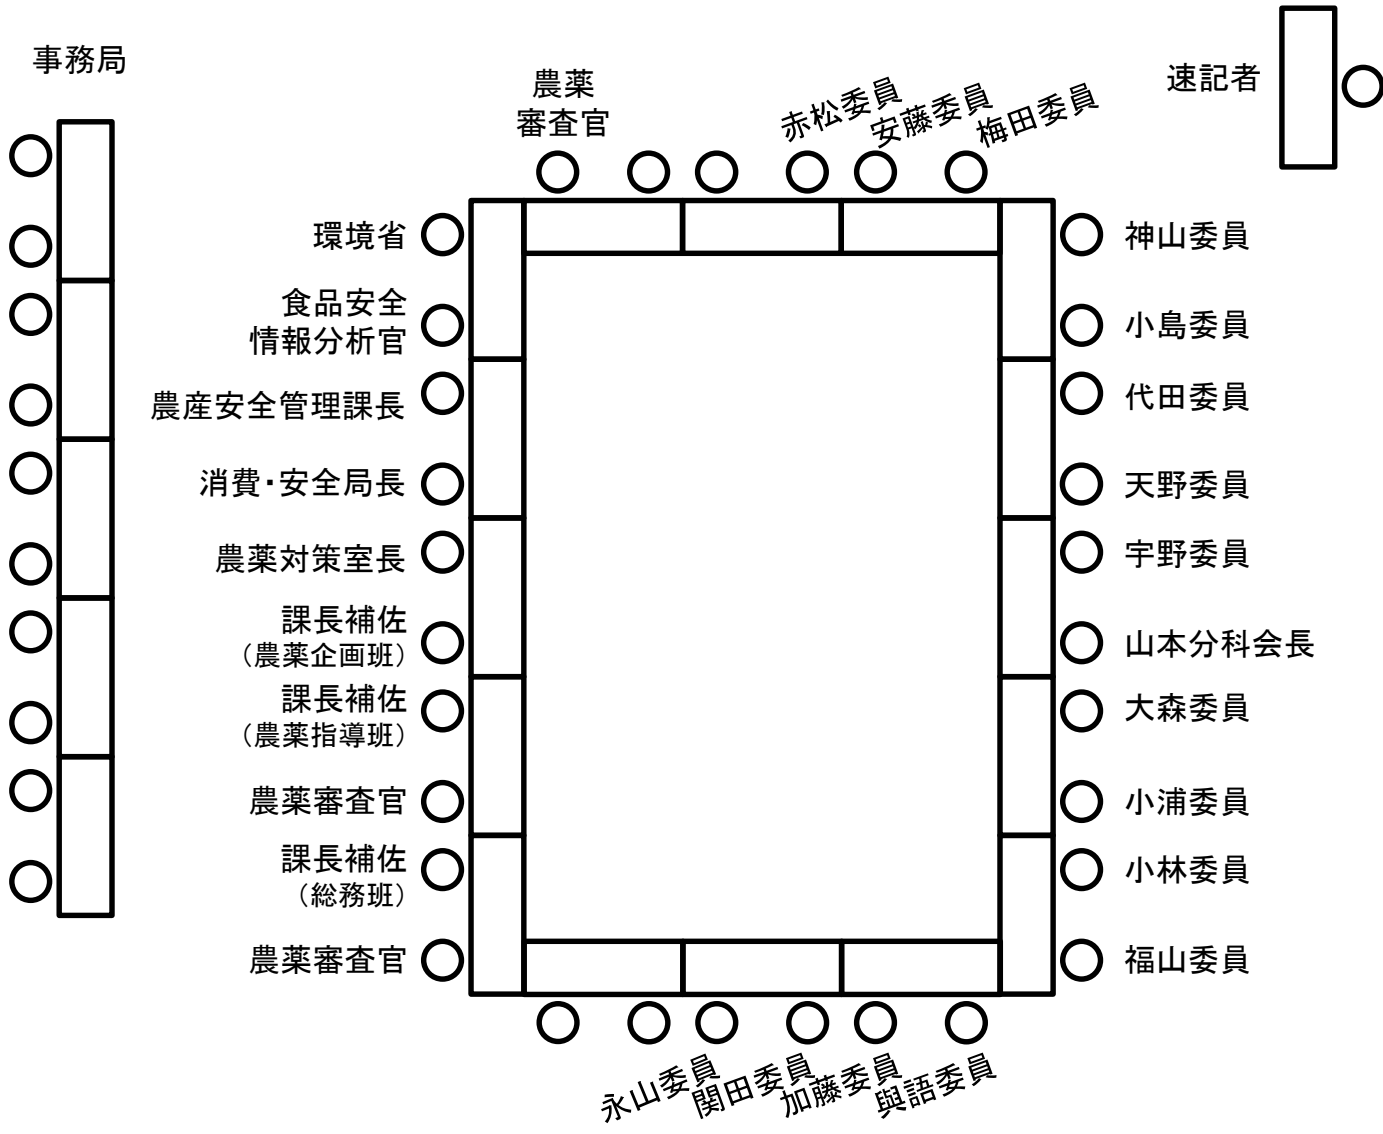 事務局
速記者
農薬
審査官
赤松委員
安藤委員
梅田委員
環境省
食品安全
情報分析官
農産安全管理課長
消費・安全局長
農薬対策室長
課長補佐
（農薬企画班）
課長補佐
（農薬指導班）
農薬審査官
課長補佐
（総務班）
農薬審査官
神山委員
小島委員
代田委員
天野委員
宇野委員
山本分科会長
大森委員
小浦委員
小林委員
福山委員
永山委員
関田委員
加藤委員
與語委員